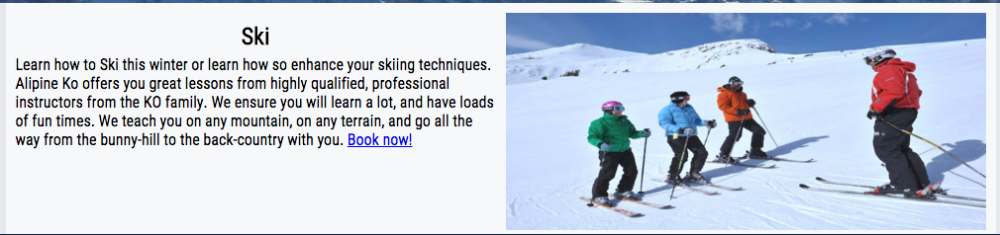 Ski
Learn how to Ski this winter or learn how so enhance your skiing techniques.
Alipine Ko offers you great lessons from highly qualified, professional
instructors from the KO family. We ensure you will learn a lot, and have loads
of fun times. We teach you on any mountain, on any terrain, and go all the
way from the bunny-hill to the back-country with you. Book now!